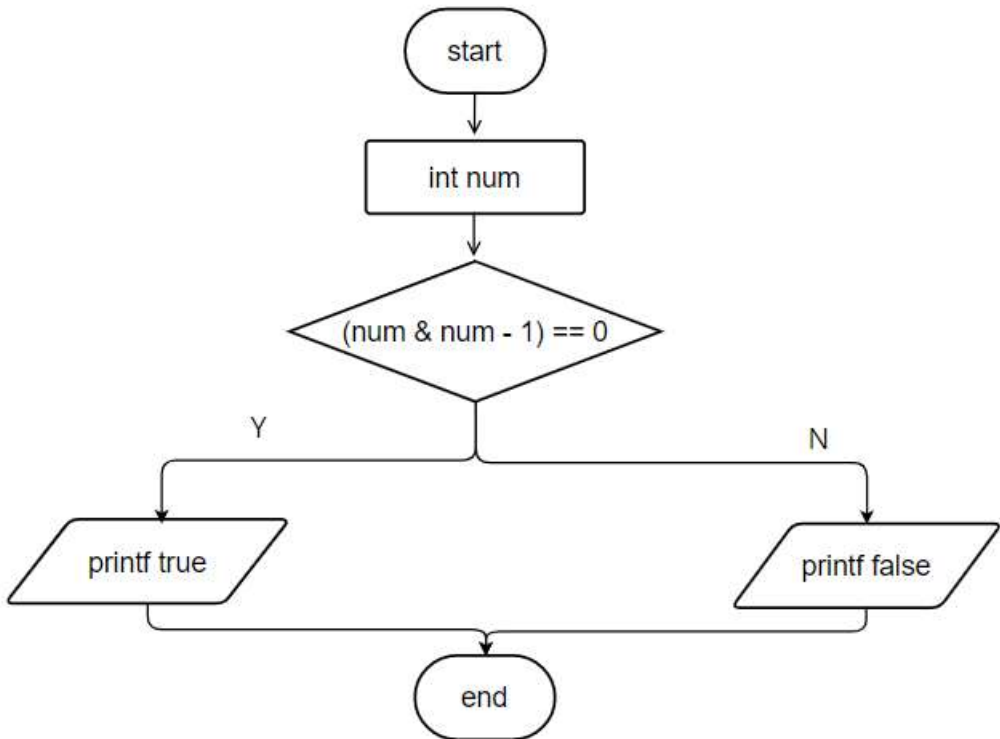 start
int num
(num & num - 1) == 0
Y
N
printf true
printf false
end